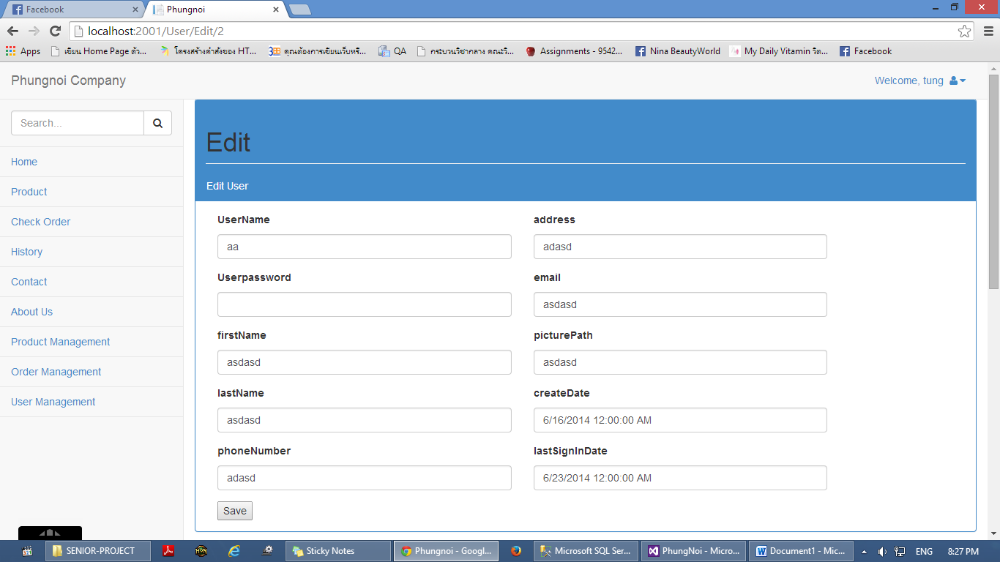 Facebook
Phungnoi
localhost:2001/User/Edit/2
Apps
เขียน Home Page ด้ว...
โครงสร้างคำสั่งของ HT...
คุณต้องการเขียนเว็บหรื...
QA
กระบวนวิชากลาง คณะวิ...
Assignments - 9542...
Nina BeautyWorld
My Daily Vitamin วิต...
Facebook
Phungnoi Company
Welcome, tung
Search...
Home
Product
Check Order
History
Contact
About Us
Product Management
Order Management
User Management
Edit
Edit User
UserName
aa
address
adasd
Userpassword
email
asdasd
firstName
asdasd
picturePath
asdasd
lastName
asdasd
createDate
6/16/2014 12:00:00 AM
phoneNumber
adasd
lastSignInDate
6/23/2014 12:00:00 AM
Save
SENIOR-PROJECT
HON
Sticky Notes
Phungnoi - Googl...
Microsoft SQL Ser...
PhungNoi - Micro...
Document1 - Mic...
ENG
8:27 PM